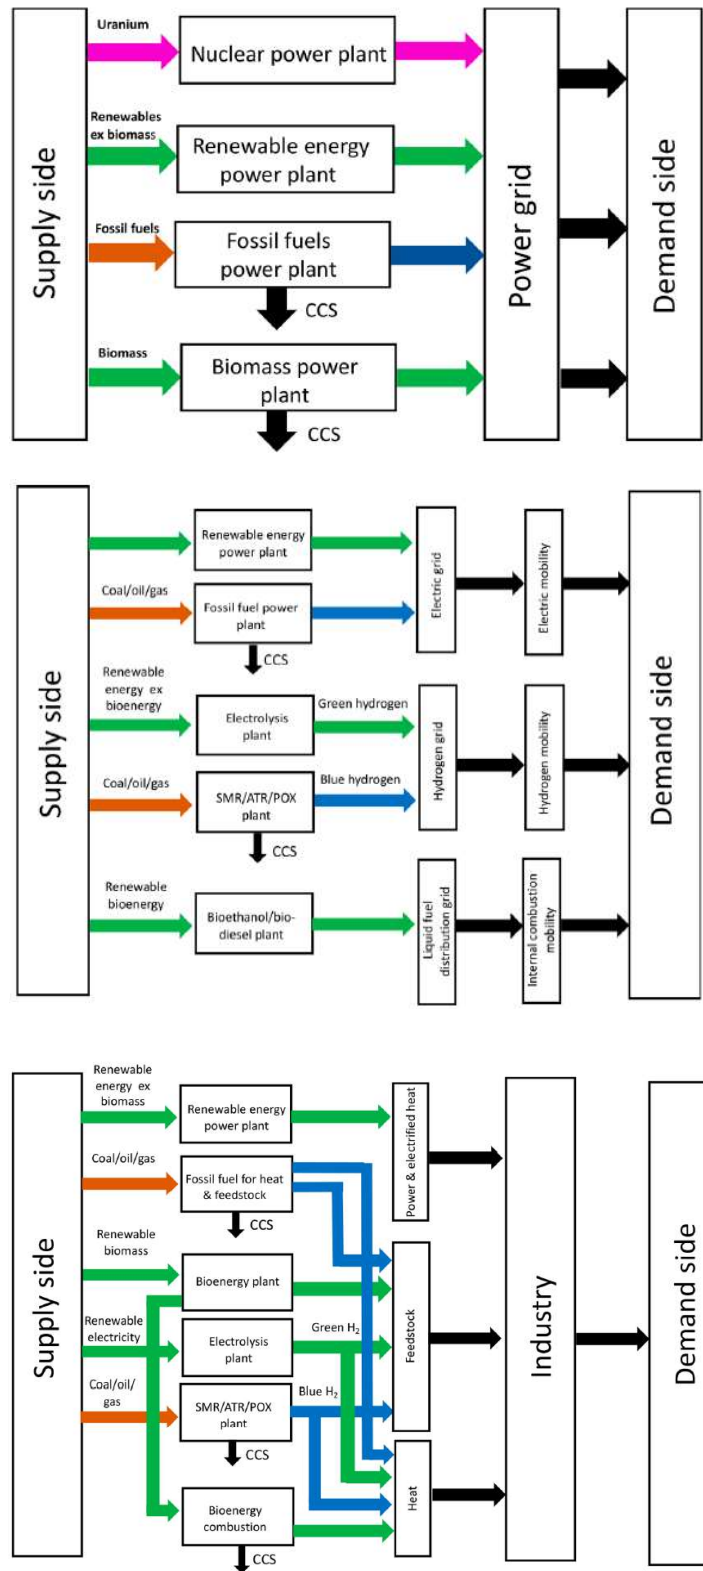 Supply side
Uranium
Nuclear power plant
Renewables
ex biomass
Renewable energy
power plant
Fossil fuels
Fossil fuels
power plant
CCS
Biomass
Biomass power
plant
CCS
Power grid
Demand side
Supply side
Renewable energy
power plant
Coal/oil/gas
Fossil fuel power
plant
CCS
Electric grid
Electric mobility
Renewable
energy ex
bioenergy
Electrolysis
plant
Green hydrogen
Coal/oil/gas
SMR/ATR/POX
plant
Blue hydrogen
CCS
Hydrogen grid
Hydrogen mobility
Renewable
bioenergy
Bioethanol/bio-
diesel plant
Liquid fuel
distribution grid
Internal combustion
mobility
Demand side
Supply side
Renewable
energy ex
biomass
Renewable energy
power plant
Power & electrified heat
Coal/oil/gas
Fossil fuel for heat
& feedstock
CCS
Renewable
biomass
Bioenergy plant
Renewable
electricity
Electrolysis
plant
Green H₂
Feedstock
Coal/oil/
gas
SMR/ATR/POX
plant
Blue H₂
CCS
Heat
Bioenergy
combustion
CCS
Industry
Demand side